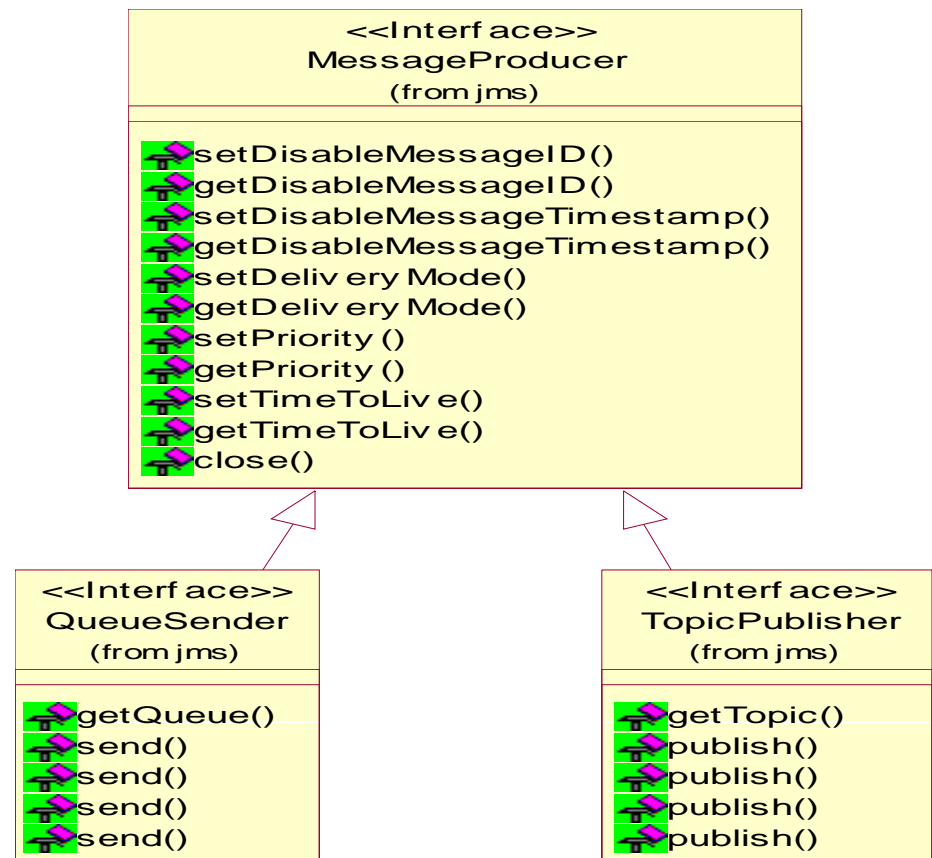 <<Interface>>
MessageProducer
(from jms)
setDisableMessageID()
getDisableMessageID()
setDisableMessageTimestamp()
getDisableMessageTimestamp()
setDeliveryMode()
getDeliveryMode()
setPriority()
getPriority()
setTimeToLive()
getTimeToLive()
close()
<<Interface>>
QueueSender
(from jms)
getQueue()
send()
send()
send()
send()
<<Interface>>
TopicPublisher
(from jms)
getTopic()
publish()
publish()
publish()
publish()